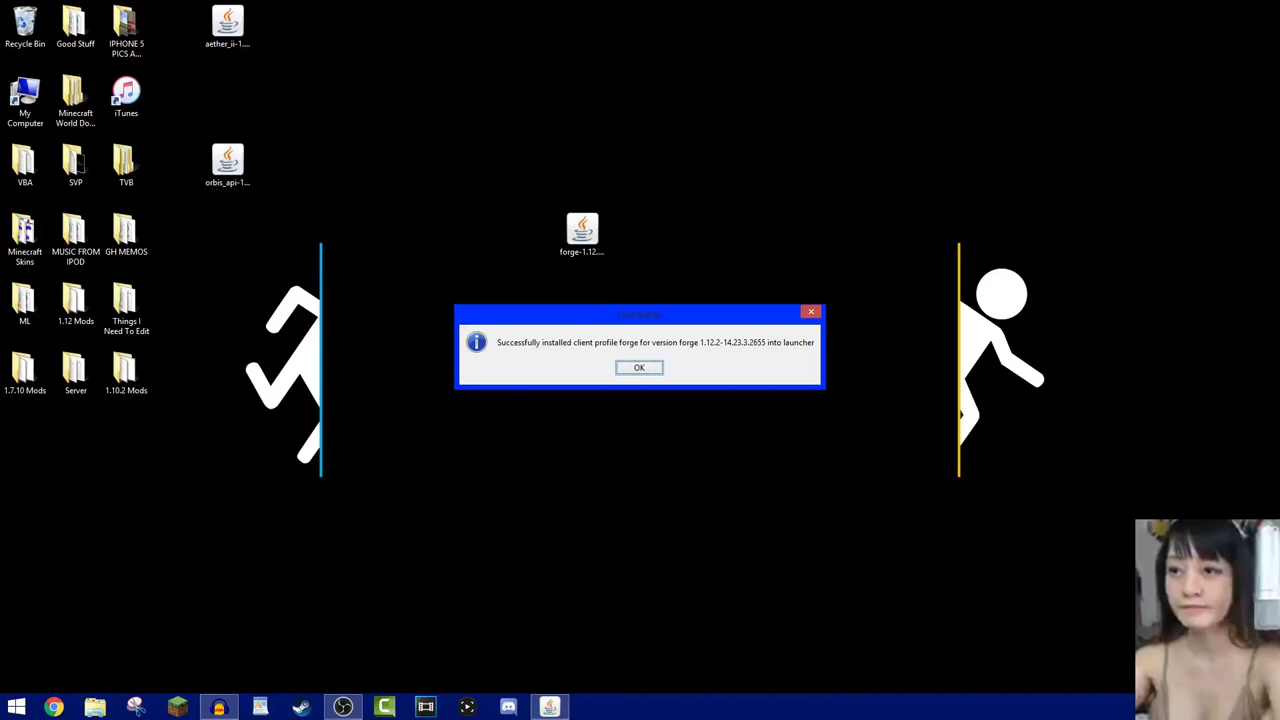 Recycle Bin
Good Stuff
IPHONE 5
PICS A...
aether_ii-1....
My
Computer
Minecraft
World Do...
iTunes
VBA
SVP
TVB
orbis_api-1...
Minecraft
Skins
MUSIC FROM
IPOD
GH MEMOS
forge-1.12....
ML
1.12 Mods
Things I
Need To Edit
1.7.10 Mods
Server
1.10.2 Mods
Complete
Successfully installed client profile forge for version forge 1.12.2-14.23.3.2655 into launcher
OK